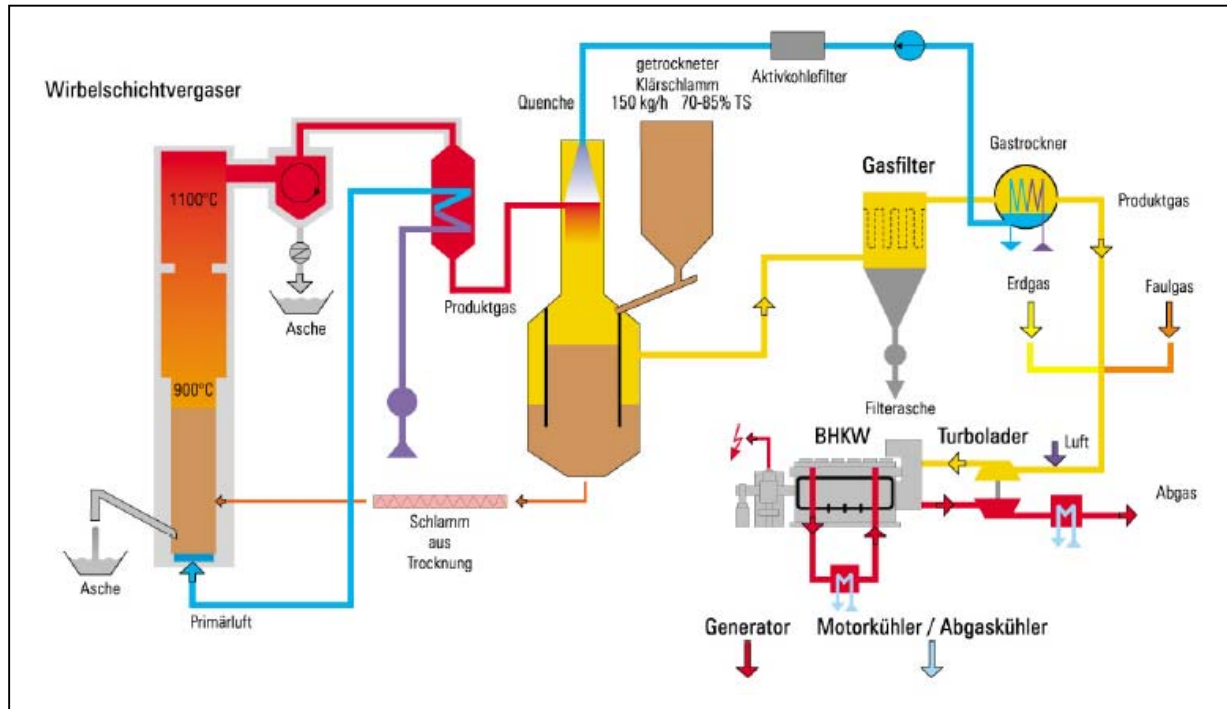 Wirbelschichtvergaser
1100°C
900°C
Asche
Asche
Primärluft
Produktgas
Schlamm
aus
Trocknung
Quenche
getrockneter
Klärschlamm
150 kg/h 70-85% TS
Aktivkohlefilter
Gasfilter
Gastrockner
Produktgas
Erdgas
Faulgas
Filterasche
BHKW
Turbolader
Luft
Abgas
Generator
Motorkühler / Abgaskühler